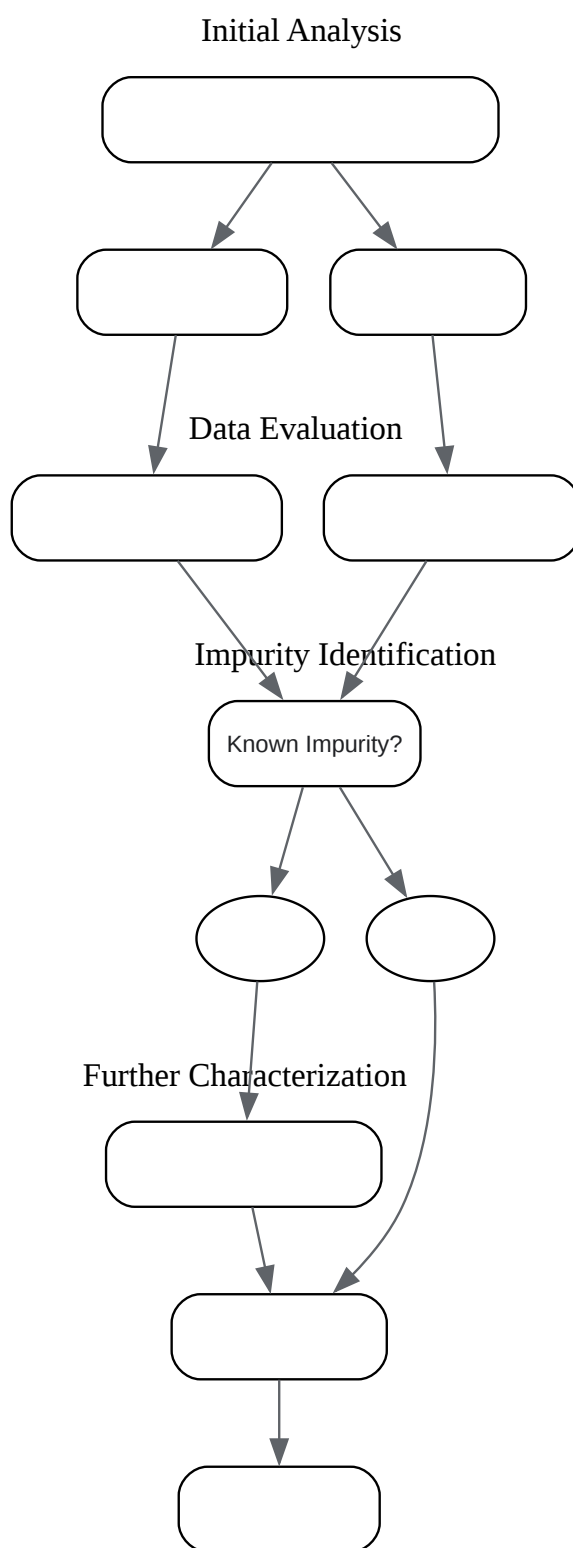 Initial Analysis
Data Evaluation
Impurity Identification
Known Impurity?
Further Characterization